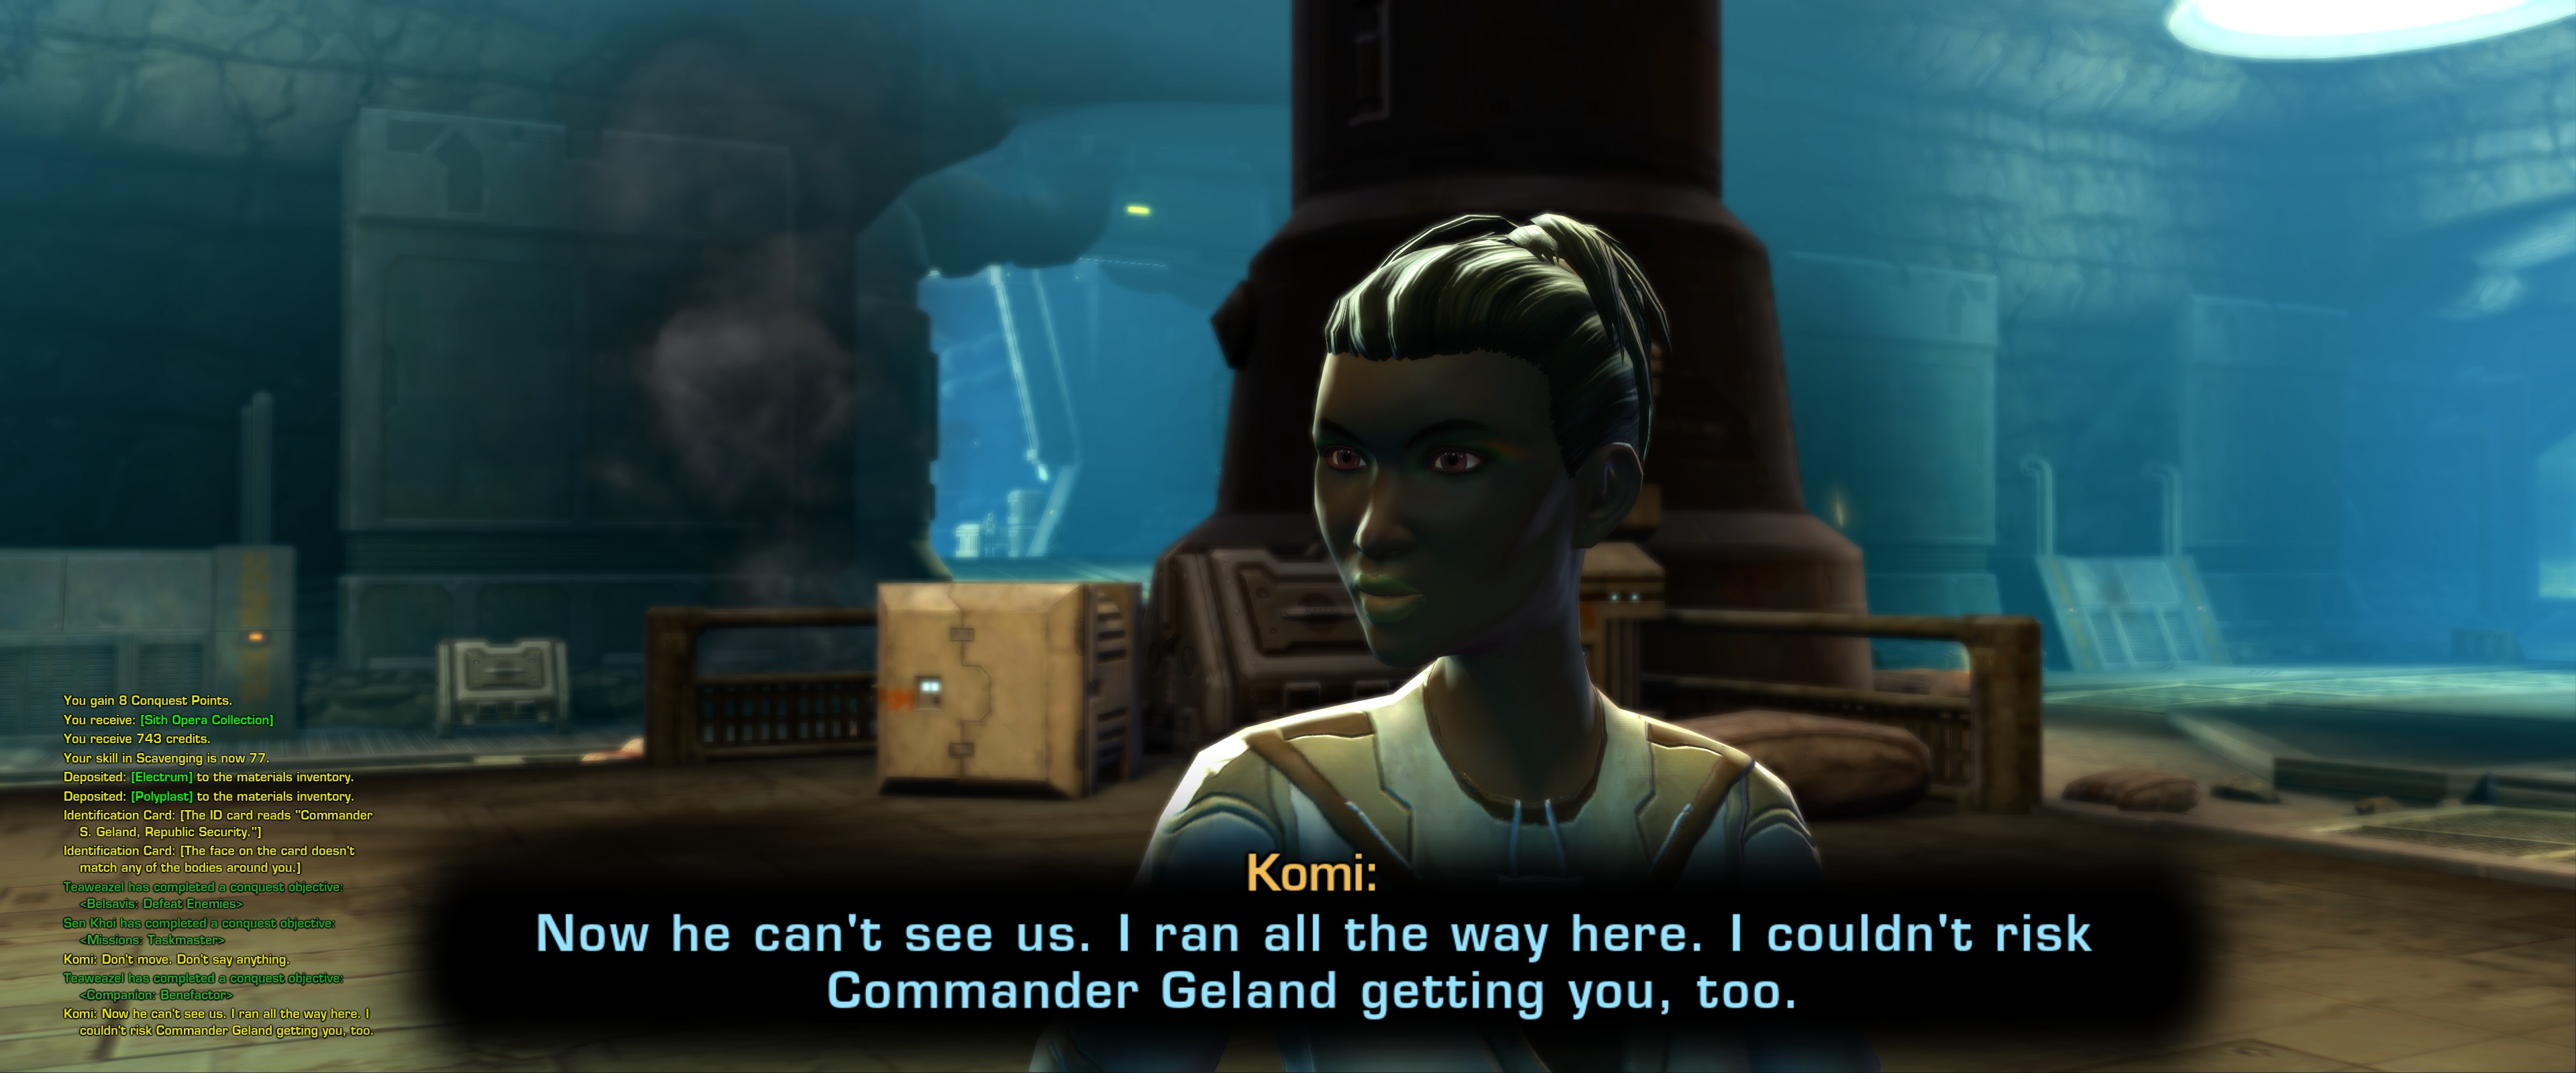 You gain 8 Conquest Points.
You receive: [Sith Opera Collection]
You receive 743 credits.
Your skill in Scavenging is now 77.
Deposited: [Electrum] to the materials inventory.
Deposited: [Polyplast] to the materials inventory.
Identification Card: [The ID card reads "Commander
S. Geland, Republic Security."]
Identification Card: [The face on the card doesn't
match any of the bodies around you.]
Teaweazel has completed a conquest objective:
<Belsavis: Defeat Enemies>
Sen Khoi has completed a conquest objective:
<Missions: Taskmaster>
Komi: Don't move. Don't say anything.
Teaweazel has completed a conquest objective:
<Companion: Benefactor>
Komi: Now he can't see us. I ran all the way here. I
couldn't risk Commander Geland getting you, too.
Komi:
Now he can't see us. I ran all the way here. I couldn't risk
Commander Geland getting you, too.